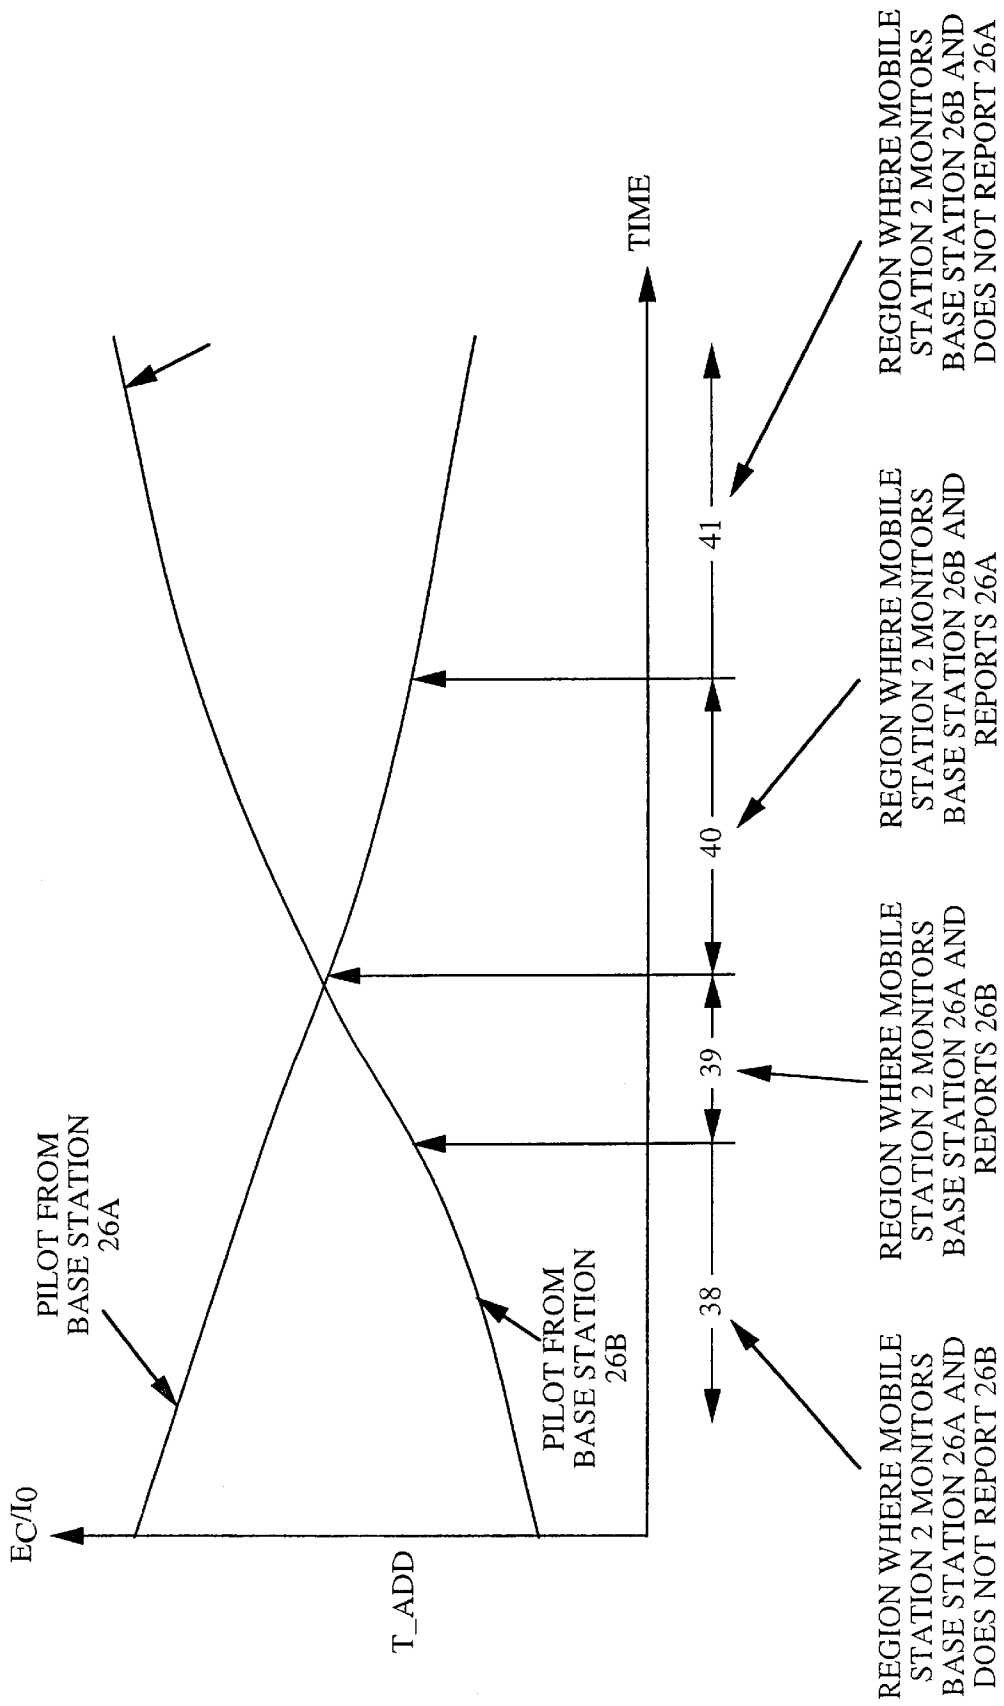 EC/I0
PILOT FROM
BASE STATION
26A
T_ADD
PILOT FROM
BASE STATION
26B
TIME
38
39
40
41
REGION WHERE MOBILE
STATION 2 MONITORS
BASE STATION 26A AND
DOES NOT REPORT 26B
REGION WHERE MOBILE
STATION 2 MONITORS
BASE STATION 26A AND
REPORTS 26B
REGION WHERE MOBILE
STATION 2 MONITORS
BASE STATION 26B AND
REPORTS 26A
REGION WHERE MOBILE
STATION 2 MONITORS
BASE STATION 26B AND
DOES NOT REPORT 26A